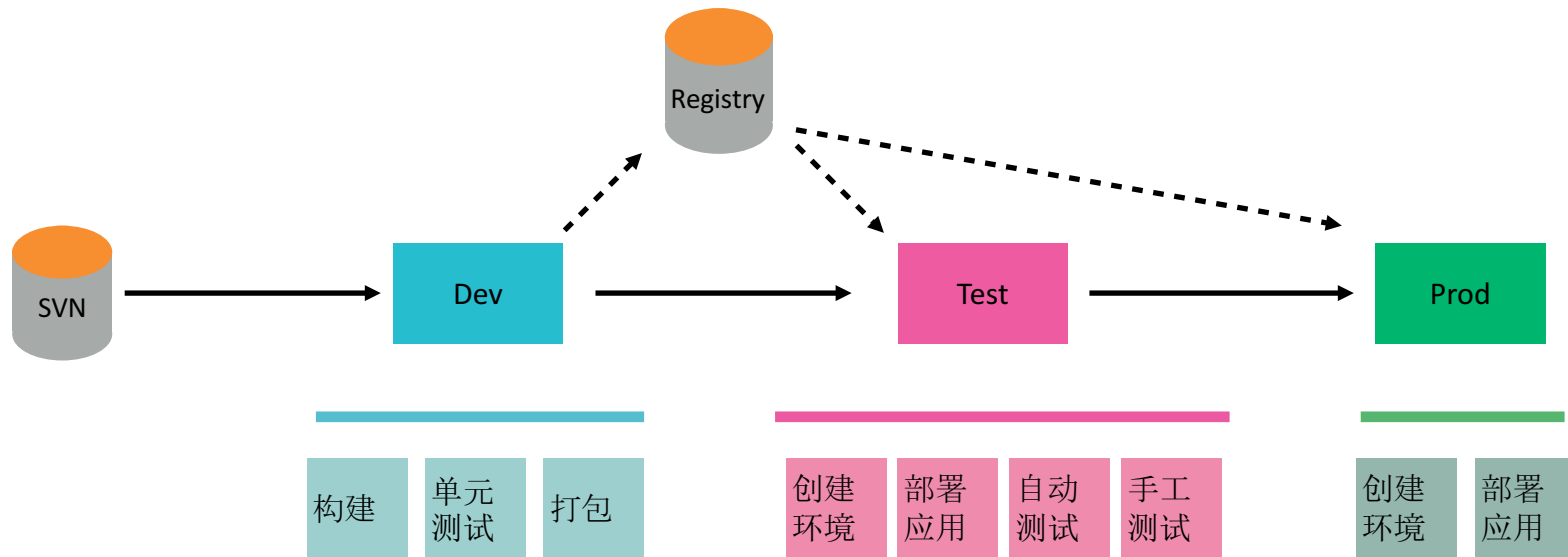 Registry
SVN
Dev
Test
Prod
构建
单元
测试
打包
创建
环境
部署
应用
自动
测试
手工
测试
创建
环境
部署
应用